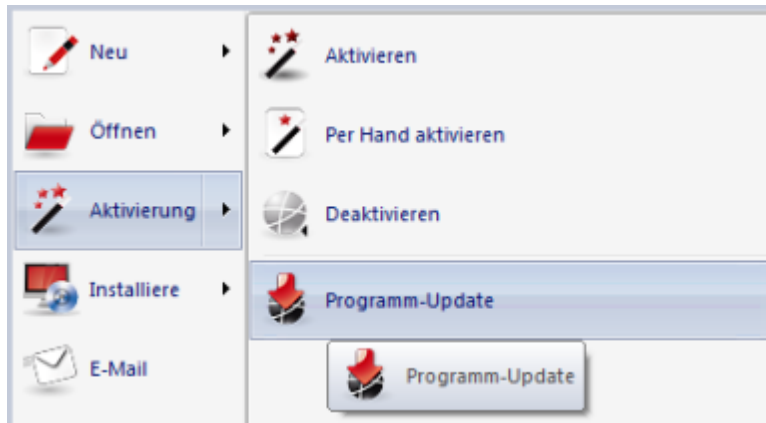 Neu
Öffnen
Aktivierung
Installiere
E-Mail
Aktivieren
Per Hand aktivieren
Deaktivieren
Programm-Update
Programm-Update